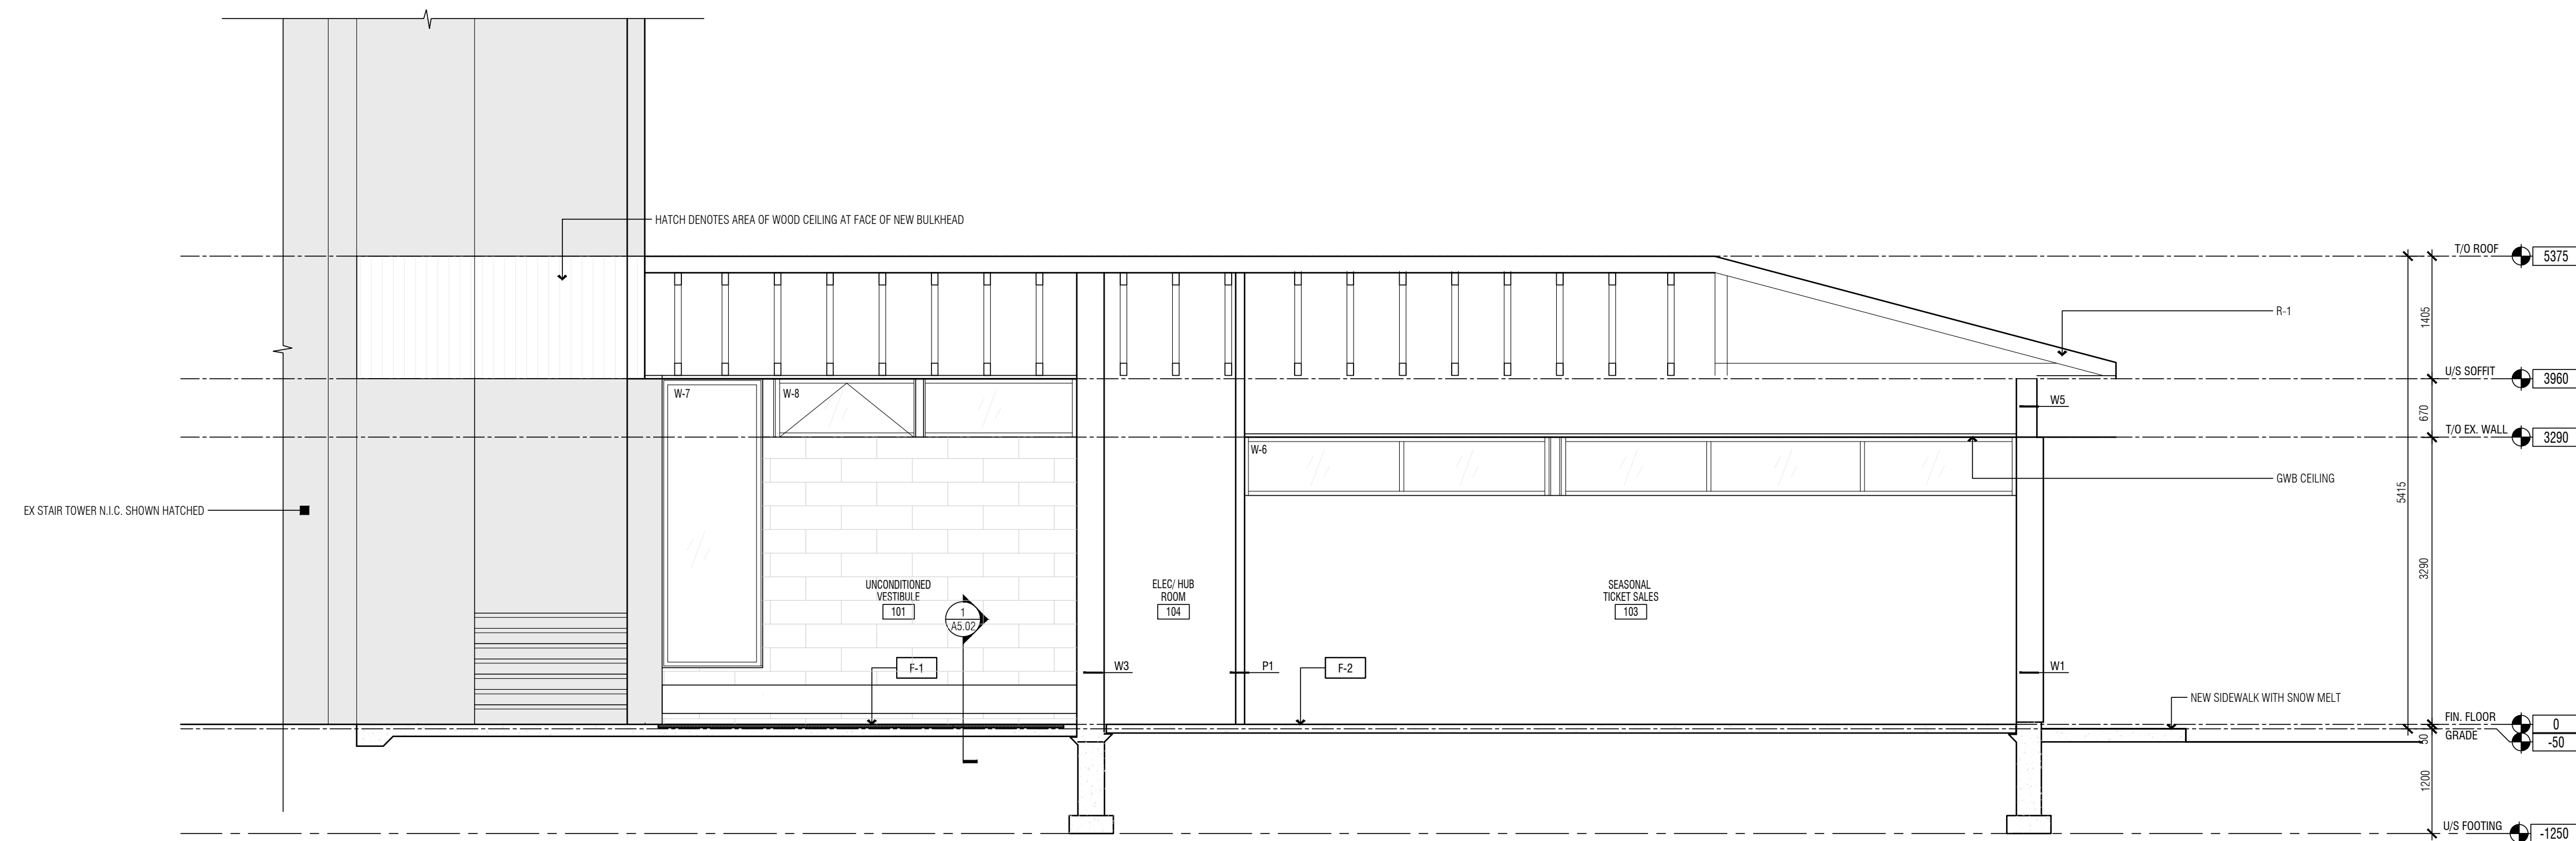 HATCH DENOTES AREA OF WOOD CEILING AT FACE OF NEW BULKHEAD
T/O ROOF
5375
R-1
1405
U/S SOFFIT
3960
W-7
W-8
W5
670
T/O EX. WALL
3290
W-6
GWB CEILING
5415
EX STAIR TOWER N.I.C. SHOWN HATCHED
3290
UNCONDITIONED
VESTIBULE
101
ELEC/ HUB
ROOM
104
SEASONAL
TICKET SALES
103
1
A5.02
F-1
W3
P1
F-2
W1
NEW SIDEWALK WITH SNOW MELT
FIN. FLOOR
0
GRADE
-50
50
1200
U/S FOOTING
-1250